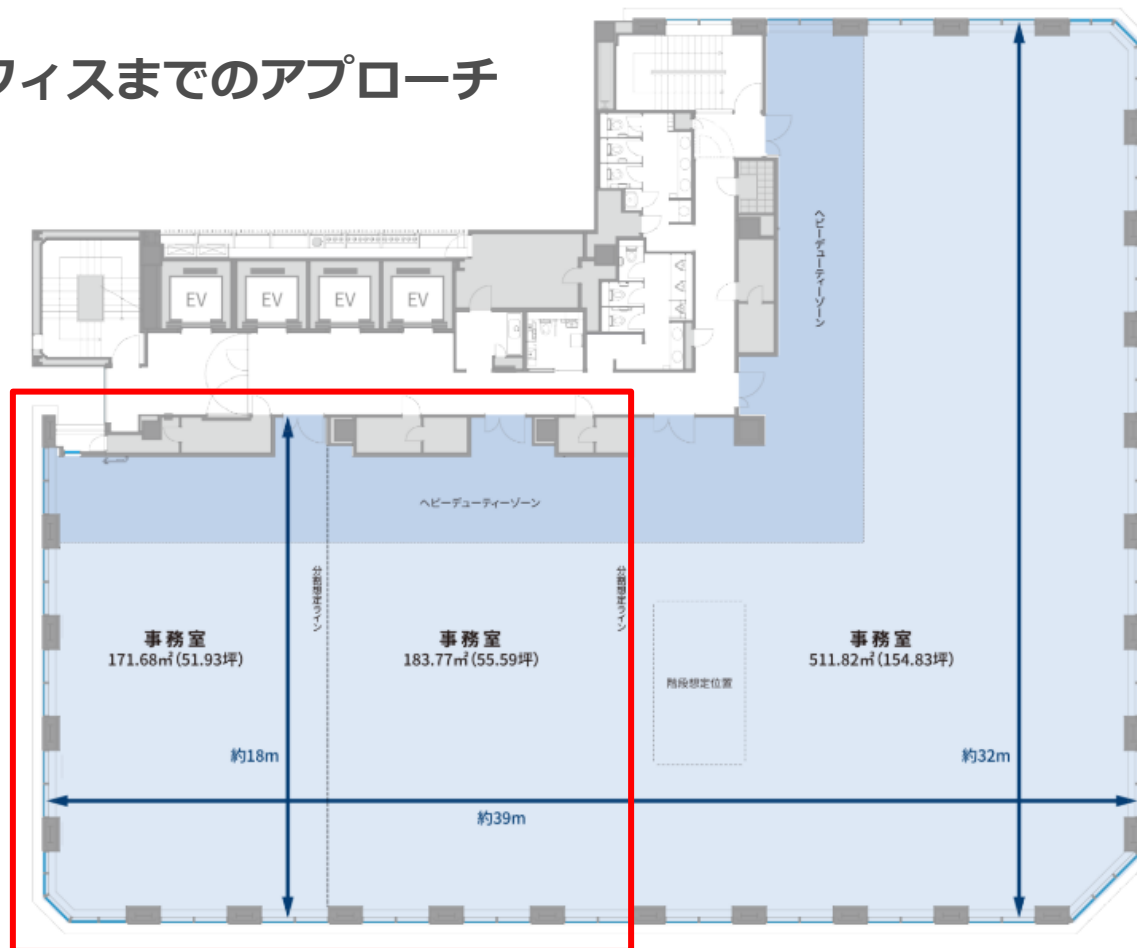 フィスまでのアプローチ
EV
EV
EV
EV
ヘビーデューティーゾーン
ヘビーデューティーゾーン
分割想定ライン
分割想定ライン
事務室
171.68㎡(51.93坪)
事務室
183.77㎡(55.59坪)
事務室
511.82㎡(154.83坪)
階段想定位置
約18m
約32m
約39m